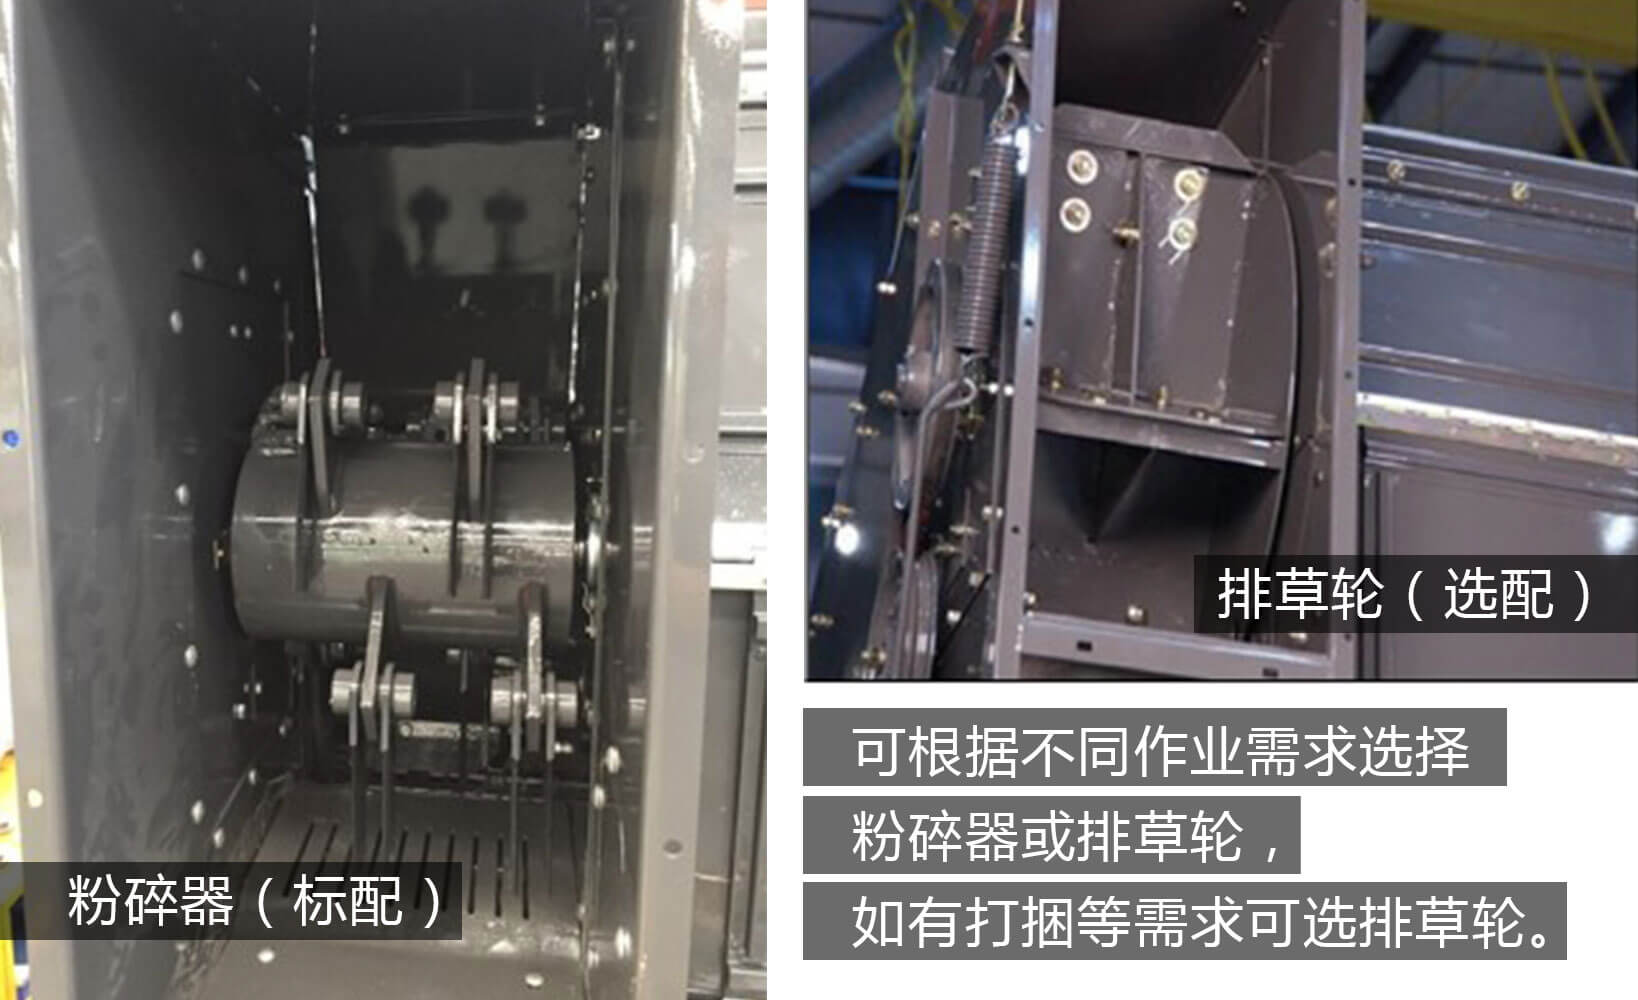 粉碎器（标配）
排草轮（选配）
可根据不同作业需求选择
粉碎器或排草轮，
如有打捆等需求可选排草轮。